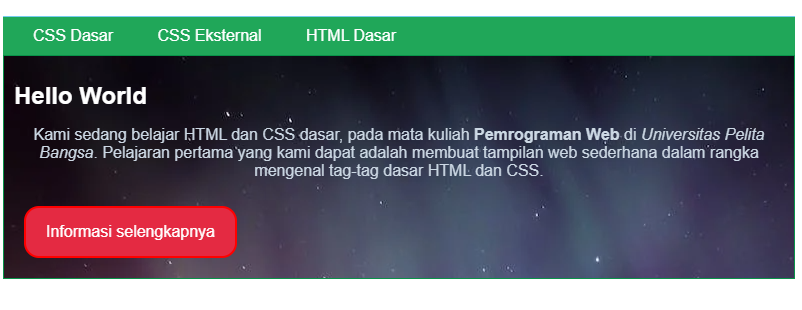 CSS Dasar CSS Eksternal HTML Dasar
Hello World
Kami sedang belajar HTML dan CSS dasar, pada mata kuliah Pemrograman Web di Universitas Pelita
Bangsa. Pelajaran pertama yang kami dapat adalah membuat tampilan web sederhana dalam rangka
mengenal tag-tag dasar HTML dan CSS.
Informasi selengkapnya